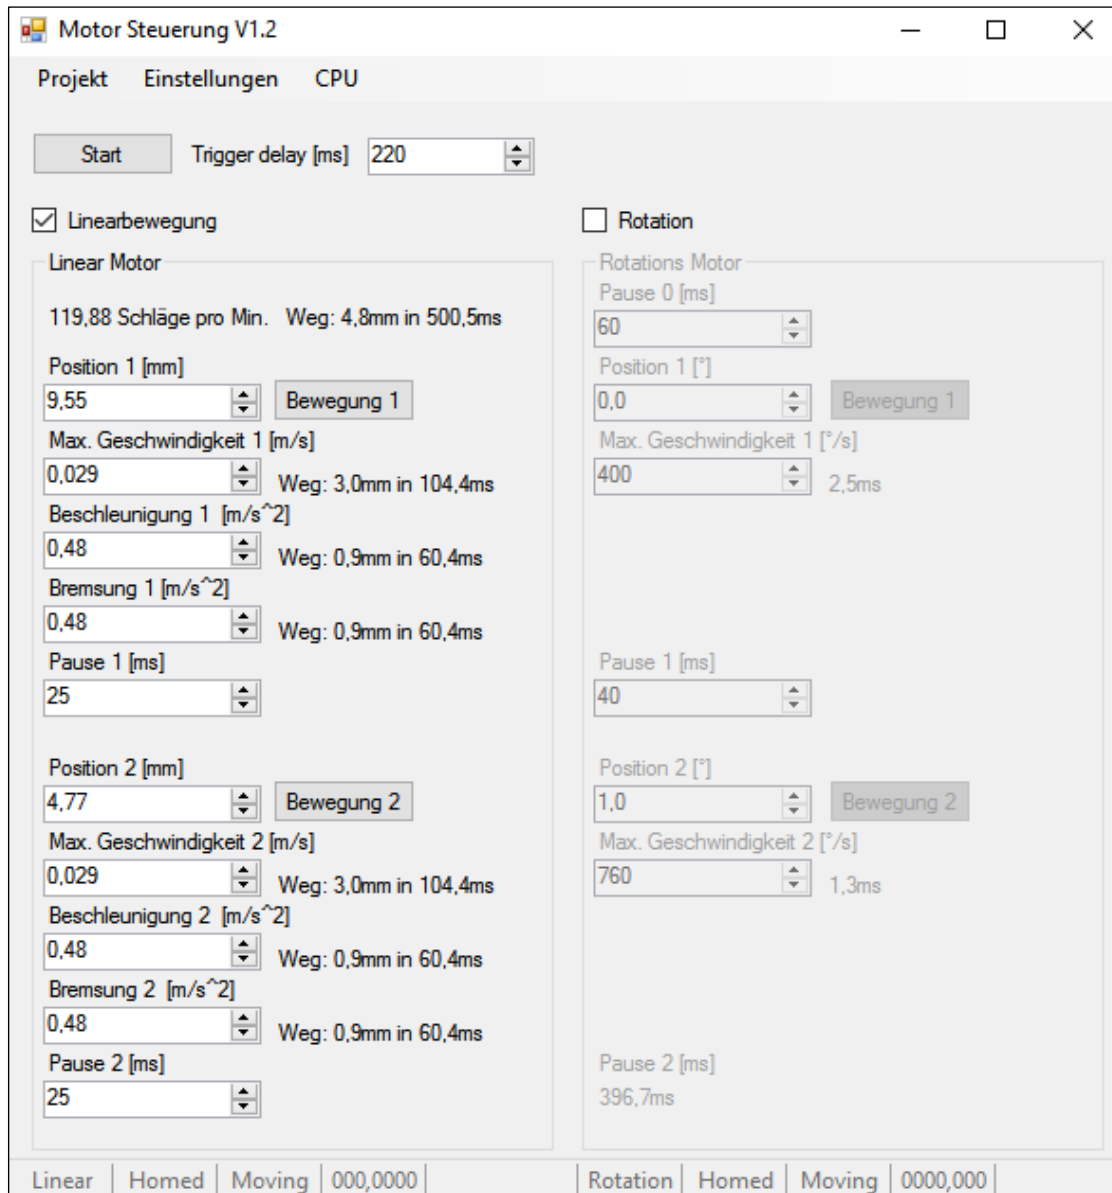 Motor Steuerung V1.2
Projekt Einstellungen CPU
Start Trigger delay [ms] 220
Linearbewegung
Linear Motor
119,88 Schläge pro Min. Weg: 4,8mm in 500,5ms
Position 1 [mm]
9,55 Bewegung 1
Max. Geschwindigkeit 1 [m/s]
0,029 Weg: 3,0mm in 104,4ms
Beschleunigung 1 [m/s^2]
0,48 Weg: 0,9mm in 60,4ms
Bremsung 1 [m/s^2]
0,48 Weg: 0,9mm in 60,4ms
Pause 1 [ms]
25
Position 2 [mm]
4,77 Bewegung 2
Max. Geschwindigkeit 2 [m/s]
0,029 Weg: 3,0mm in 104,4ms
Beschleunigung 2 [m/s^2]
0,48 Weg: 0,9mm in 60,4ms
Bremsung 2 [m/s^2]
0,48 Weg: 0,9mm in 60,4ms
Pause 2 [ms]
25
Rotation
Rotations Motor
Pause 0 [ms]
60
Position 1 [°]
0,0 Bewegung 1
Max. Geschwindigkeit 1 [°/s]
400 2,5ms
Pause 1 [ms]
40
Position 2 [°]
1,0 Bewegung 2
Max. Geschwindigkeit 2 [°/s]
760 1,3ms
Pause 2 [ms]
396,7ms
Linear Homed Moving 000,0000 Rotation Homed Moving 0000,000